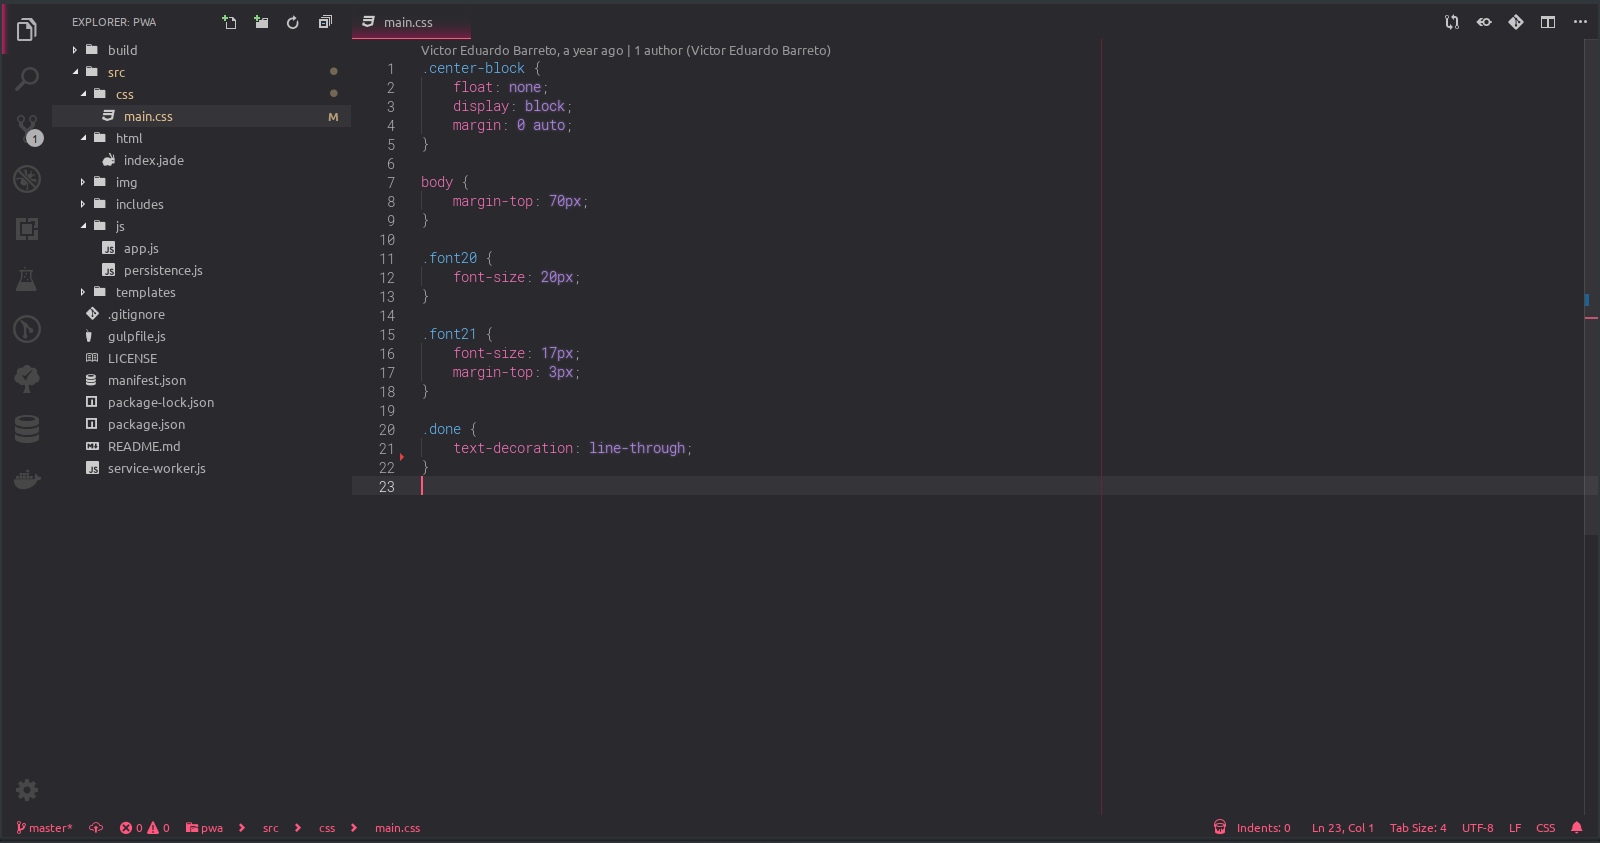 EXPLORER: PWA
build
src
css
main.css M
html
index.jade
img
includes
js
JS app.js
JS persistence.js
templates
.gitignore
gulpfile.js
LICENSE
manifest.json
package-lock.json
package.json
README.md
JS service-worker.js
1
main.css
Victor Eduardo Barreto, a year ago | 1 author (Victor Eduardo Barreto)
1 .center-block {
2 float: none;
3 display: block;
4 margin: 0 auto;
5 }
6
7 body {
8 margin-top: 70px;
9 }
10
11 .font20 {
12 font-size: 20px;
13 }
14
15 .font21 {
16 font-size: 17px;
17 margin-top: 3px;
18 }
19
20 .done {
21 text-decoration: line-through;
22 }
23
master* 0 0 pwa src css main.css Indents: 0 Ln 23, Col 1 Tab Size: 4 UTF-8 LF CSS